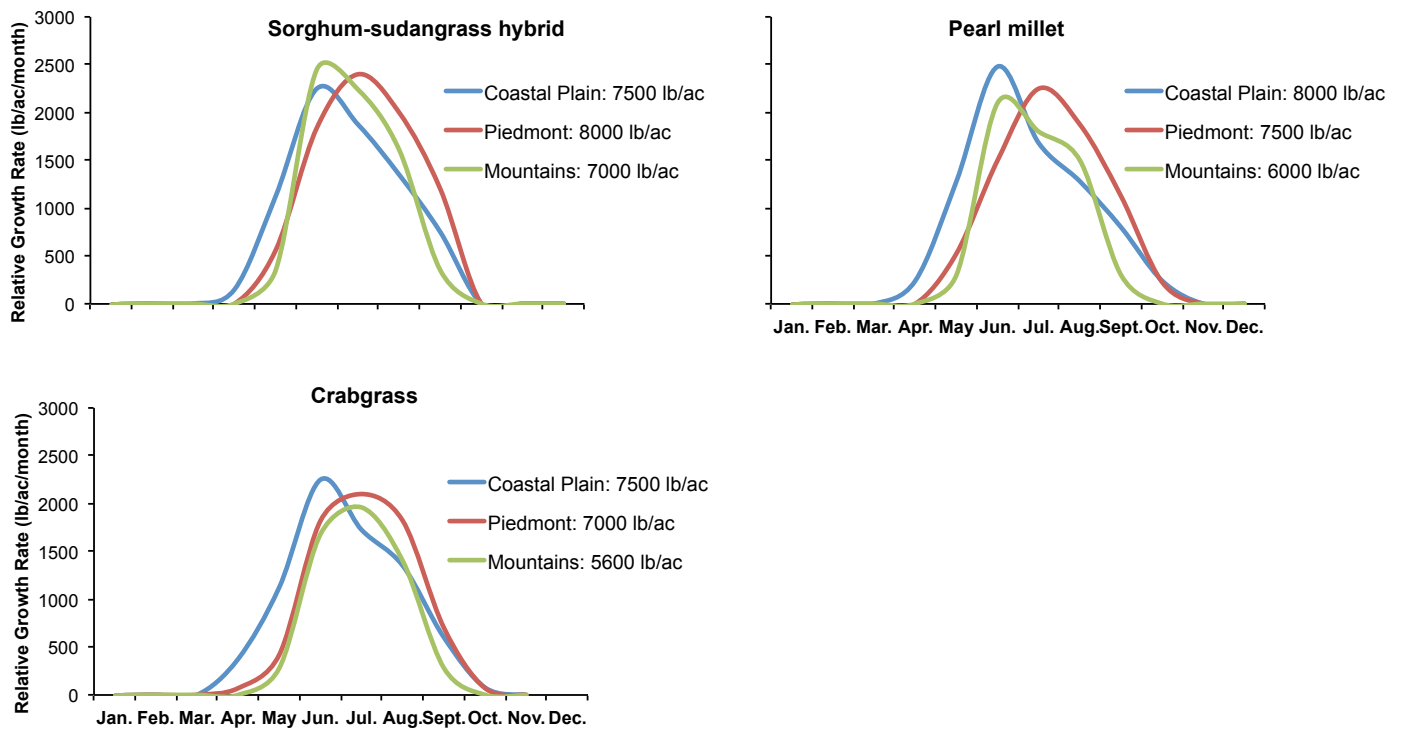 Sorghum-sudangrass hybrid
Relative Growth Rate (lb/ac/month)
3000
2500
2000
1500
1000
500
0
Coastal Plain: 7500 lb/ac
Piedmont: 8000 lb/ac
Mountains: 7000 lb/ac
Pearl millet
Coastal Plain: 8000 lb/ac
Piedmont: 7500 lb/ac
Mountains: 6000 lb/ac
Jan. Feb. Mar. Apr. May Jun. Jul. Aug. Sept. Oct. Nov. Dec.
Crabgrass
Relative Growth Rate (lb/ac/month)
3000
2500
2000
1500
1000
500
0
Coastal Plain: 7500 lb/ac
Piedmont: 7000 lb/ac
Mountains: 5600 lb/ac
Jan. Feb. Mar. Apr. May Jun. Jul. Aug. Sept. Oct. Nov. Dec.